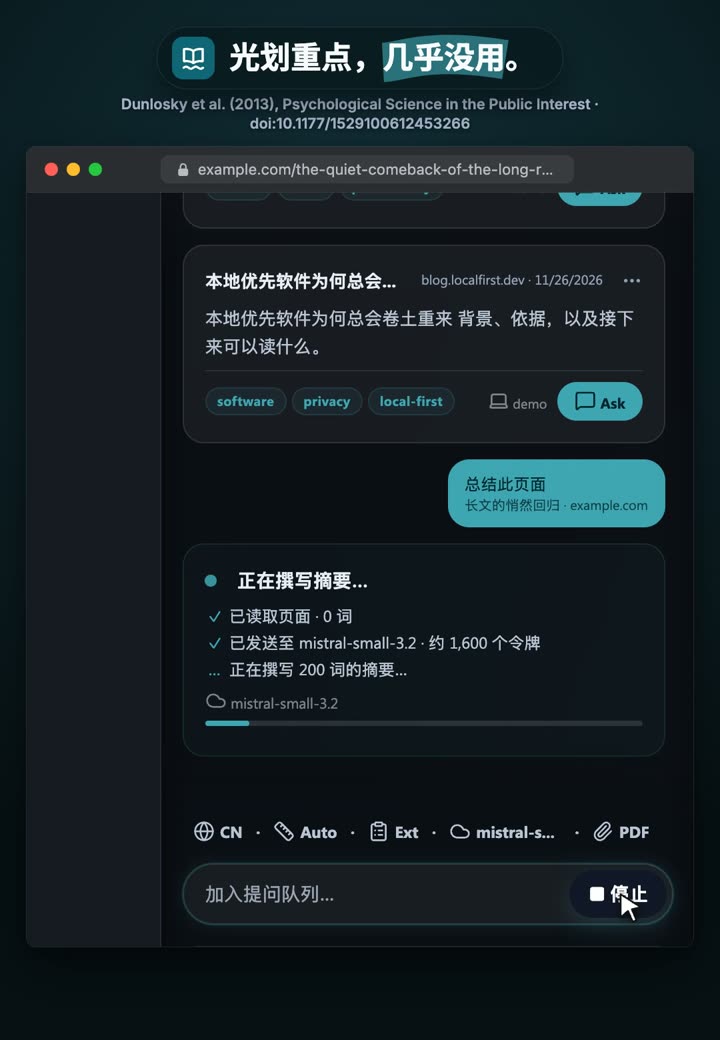 光划重点，几乎没用。
Dunlosky et al. (2013), Psychological Science in the Public Interest ·
doi:10.1177/1529100612453266
example.com/the-quiet-comeback-of-the-long-r...
本地优先软件为何总会... blog.localfirst.dev · 11/26/2026
本地优先软件为何总会卷土重来 背景、依据，以及接下
来可以读什么。
software privacy local-first demo Ask
总结此页面
长文的悄然回归 · example.com
正在撰写摘要...
✓ 已读取页面 · 0 词
✓ 已发送至 mistral-small-3.2 · 约 1,600 个令牌
... 正在撰写 200 词的摘要...
mistral-small-3.2
CN · Auto · Ext · mistral-s... · PDF
加入提问队列... 停止